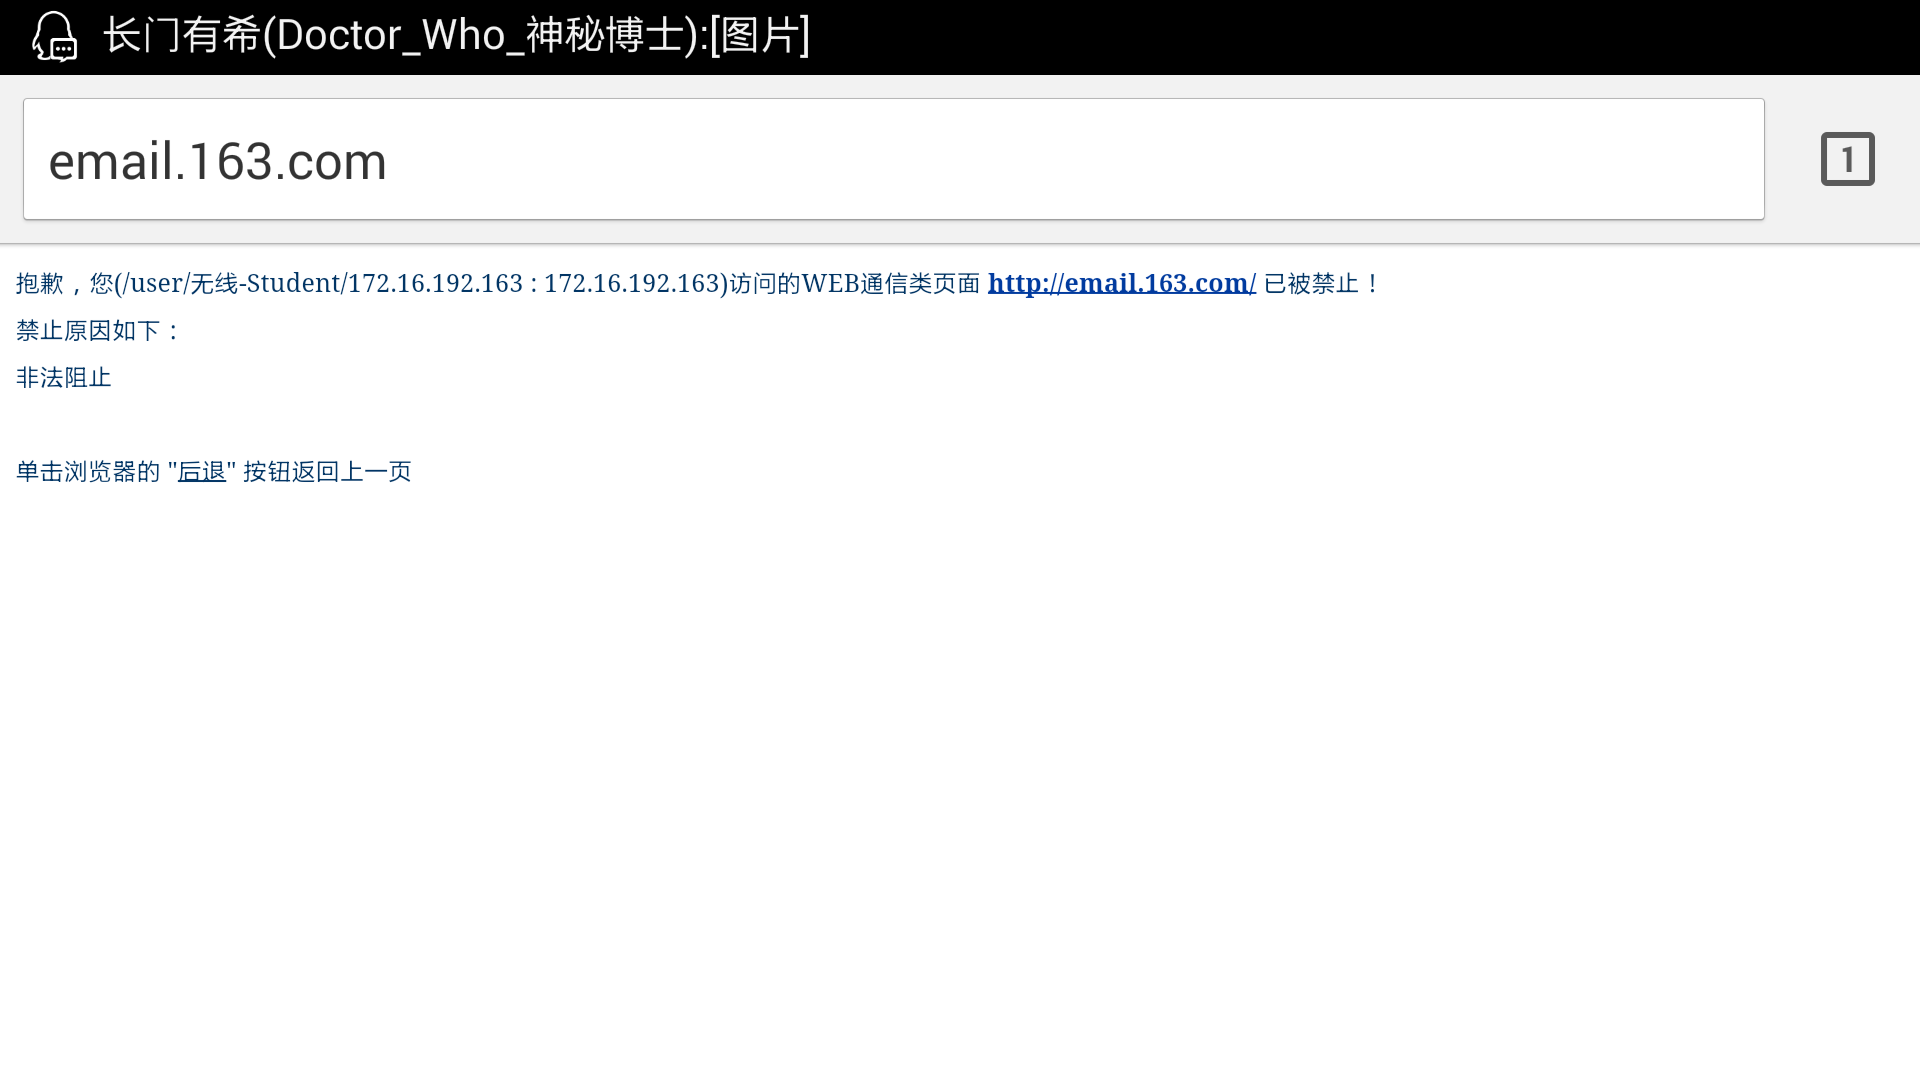 长门有希(Doctor_Who_神秘博士):[图片]
email.163.com
1
抱歉，您(/user/无线-Student/172.16.192.163 : 172.16.192.163)访问的WEB通信类页面 http://email.163.com/ 已被禁止！
禁止原因如下：
非法阻止
单击浏览器的 "后退" 按钮返回上一页